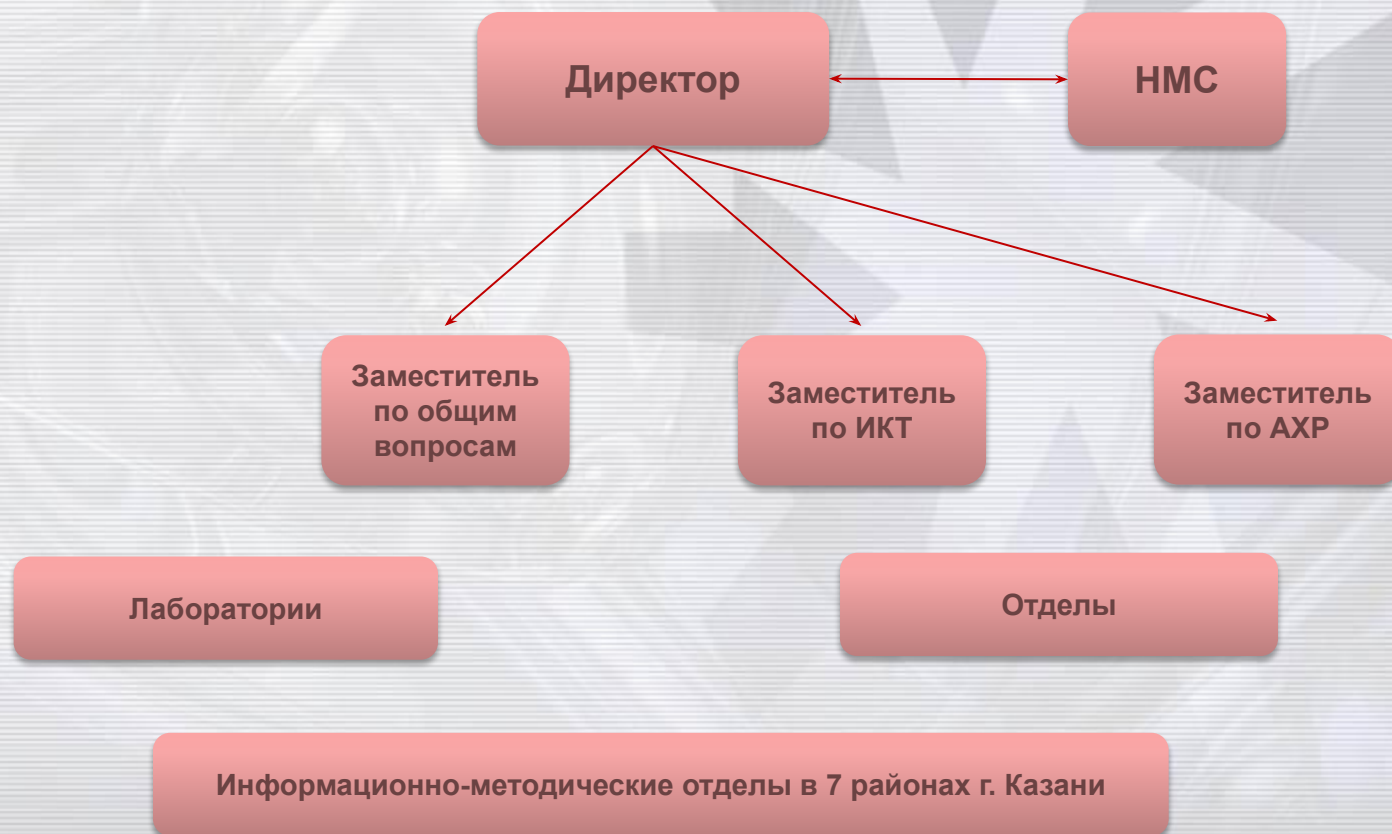 Директор
НМС
Заместитель
по общим
вопросам
Заместитель
по ИКТ
Заместитель
по АХР
Лаборатории
Отделы
Информационно-методические отделы в 7 районах г. Казани